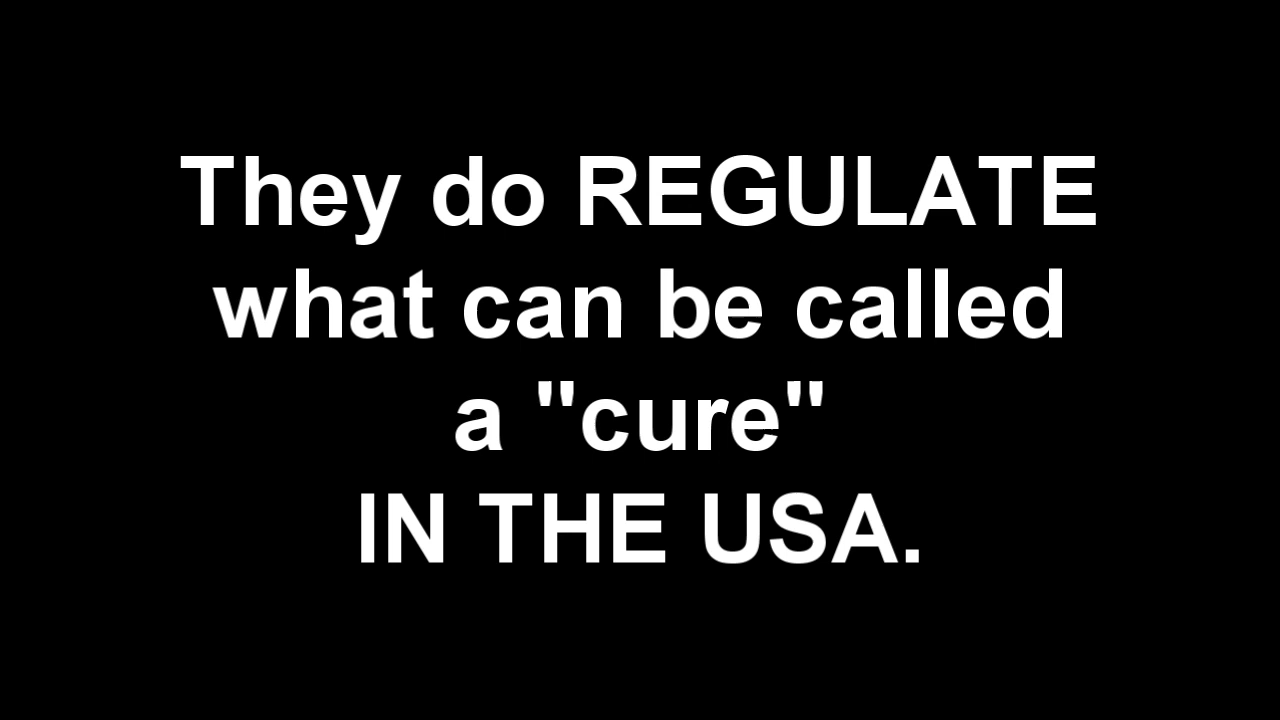 They do REGULATE
what can be called
a "cure"
IN THE USA.